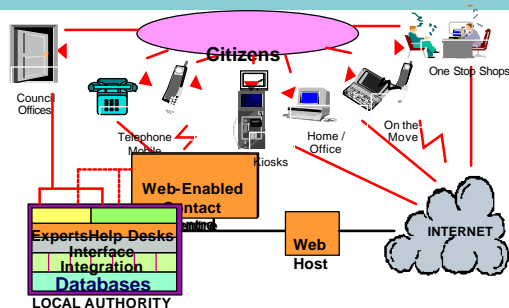 Citizens
One Stop Shops
Council
Offices
Telephone
Mobile
Kiosks
Home /
Office
On the
Move
Web-Enabled
Contact
Centre
Web
Host
INTERNET
Experts Help Desks
Interface
Integration
Databases
LOCAL AUTHORITY